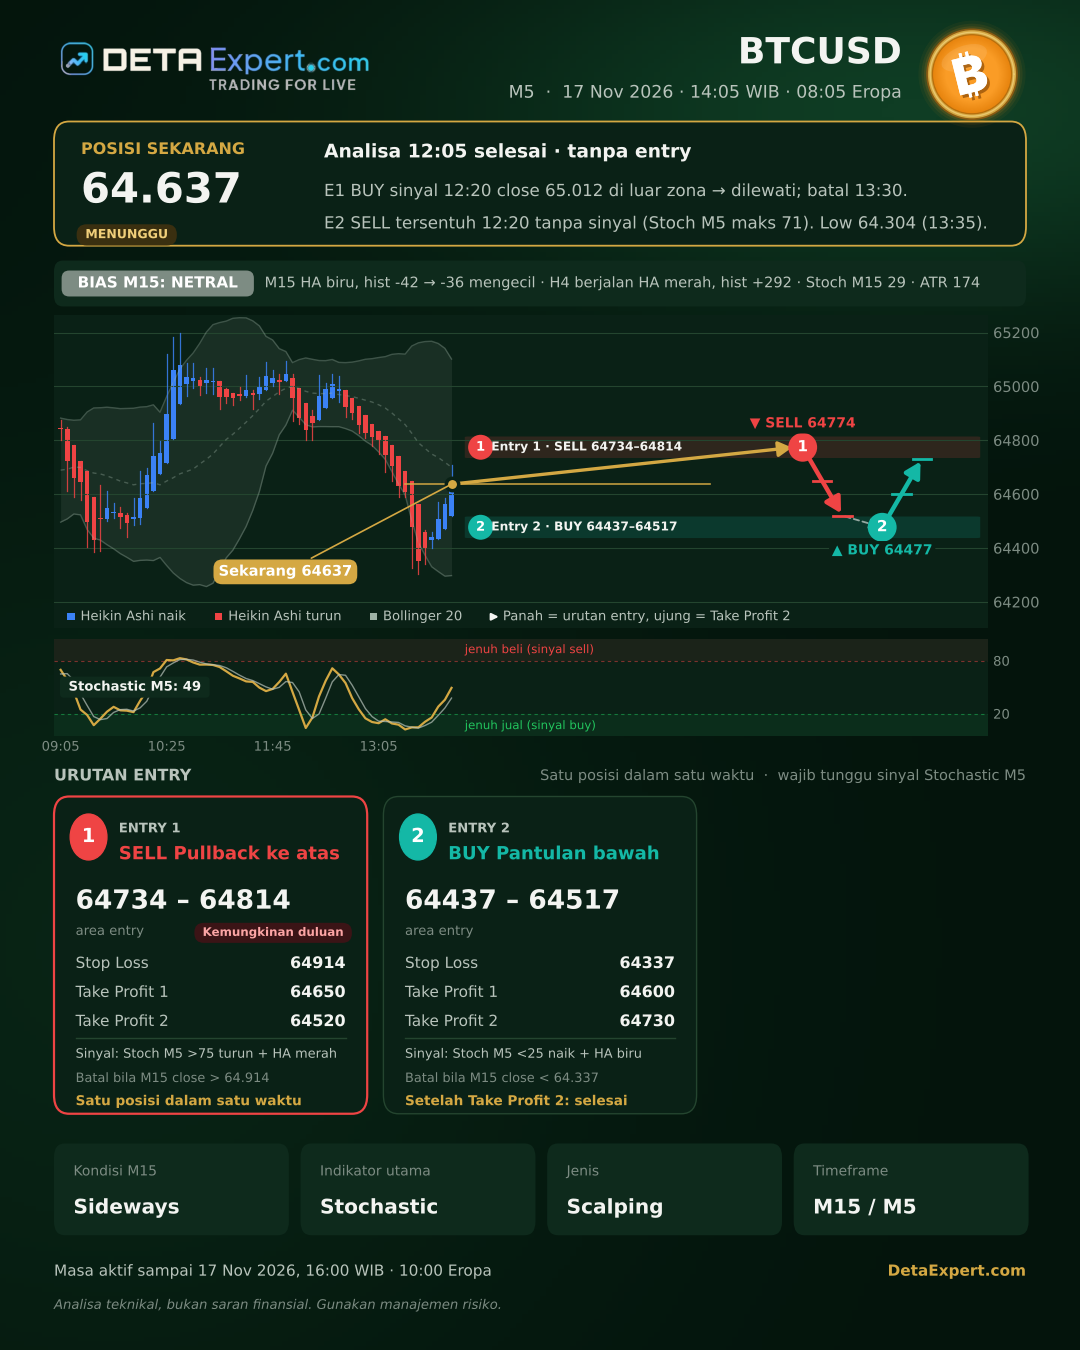 DETA Expert.com
TRADING FOR LIVE
BTCUSD
M5 · 17 Nov 2026 · 14:05 WIB · 08:05 Eropa
POSISI SEKARANG
64.637
MENUNGGU
Analisa 12:05 selesai · tanpa entry
E1 BUY sinyal 12:20 close 65.012 di luar zona → dilewati; batal 13:30.
E2 SELL tersentuh 12:20 tanpa sinyal (Stoch M5 maks 71). Low 64.304 (13:35).
BIAS M15: NETRAL
M15 HA biru, hist -42 → -36 mengecil · H4 berjalan HA merah, hist +292 · Stoch M15 29 · ATR 174
65200
65000
64800
64600
64400
64200
▼ SELL 64774
1
Entry 1 · SELL 64734–64814
1
2
Entry 2 · BUY 64437–64517
2
▲ BUY 64477
Sekarang 64637
Heikin Ashi naik
Heikin Ashi turun
Bollinger 20
Panah = urutan entry, ujung = Take Profit 2
jenuh beli (sinyal sell)
80
Stochastic M5: 49
20
jenuh jual (sinyal buy)
09:05
10:25
11:45
13:05
URUTAN ENTRY
Satu posisi dalam satu waktu · wajib tunggu sinyal Stochastic M5
1
ENTRY 1
SELL Pullback ke atas
64734 – 64814
area entry
Kemungkinan duluan
Stop Loss 64914
Take Profit 1 64650
Take Profit 2 64520
Sinyal: Stoch M5 >75 turun + HA merah
Batal bila M15 close > 64.914
Satu posisi dalam satu waktu
2
ENTRY 2
BUY Pantulan bawah
64437 – 64517
area entry
Stop Loss 64337
Take Profit 1 64600
Take Profit 2 64730
Sinyal: Stoch M5 <25 naik + HA biru
Batal bila M15 close < 64.337
Setelah Take Profit 2: selesai
Kondisi M15
Sideways
Indikator utama
Stochastic
Jenis
Scalping
Timeframe
M15 / M5
Masa aktif sampai 17 Nov 2026, 16:00 WIB · 10:00 Eropa
DetaExpert.com
Analisa teknikal, bukan saran finansial. Gunakan manajemen risiko.